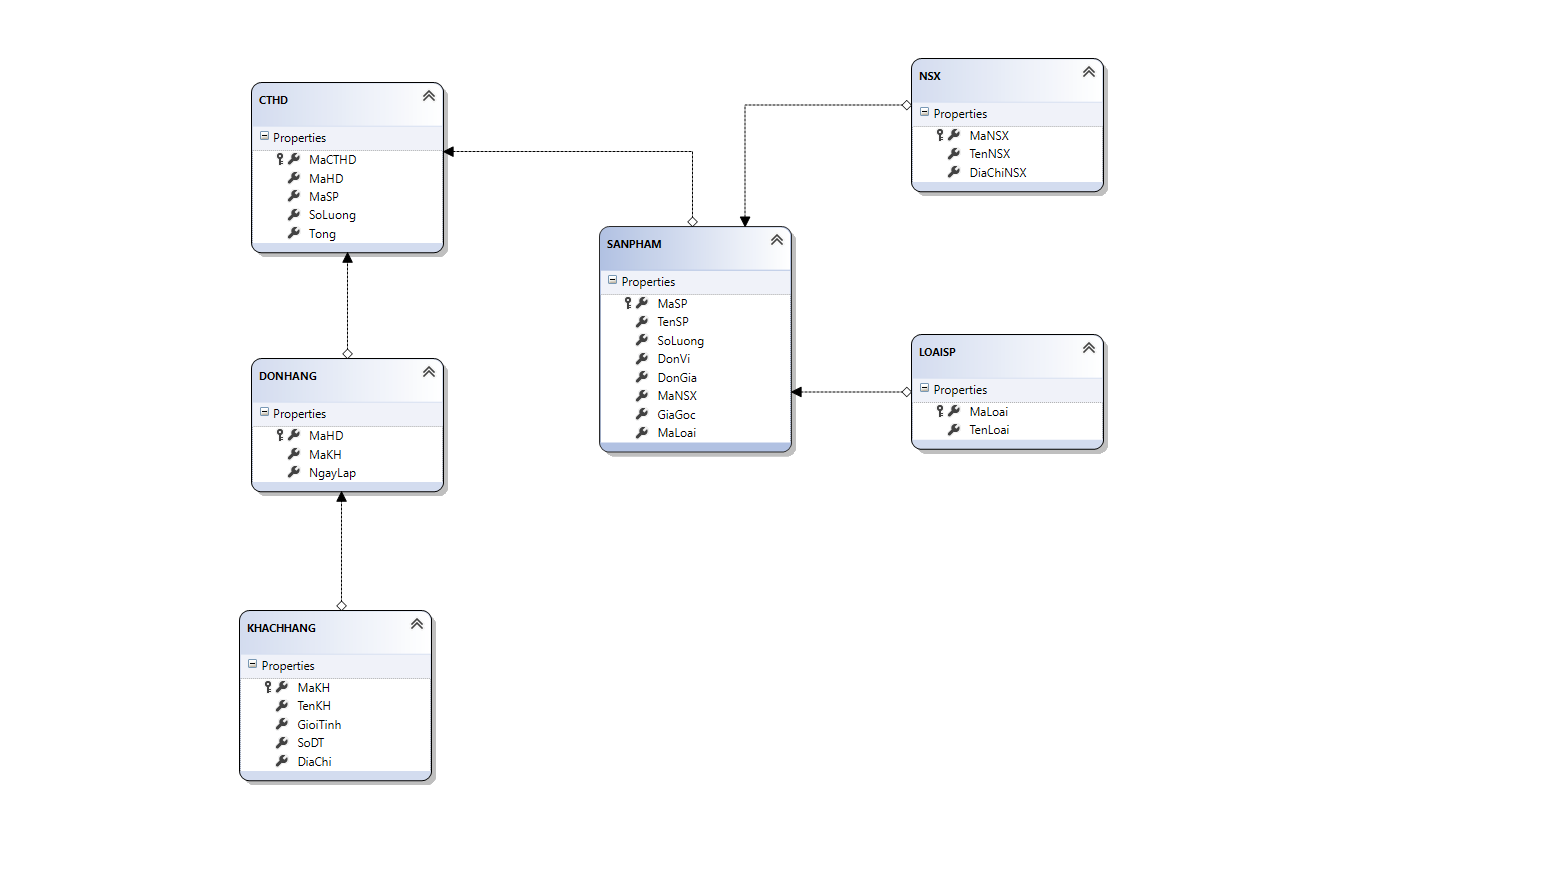 CTHD
Properties
MaCTHD
MaHD
MaSP
SoLuong
Tong
DONHANG
Properties
MaHD
MaKH
NgayLap
KHACHHANG
Properties
MaKH
TenKH
GioiTinh
SoDT
DiaChi
SANPHAM
Properties
MaSP
TenSP
SoLuong
DonVi
DonGia
MaNSX
GiaGoc
MaLoai
NSX
Properties
MaNSX
TenNSX
DiaChiNSX
LOAISP
Properties
MaLoai
TenLoai